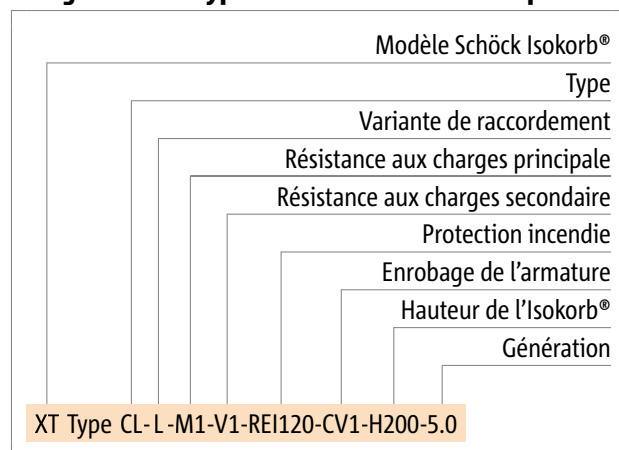 Modèle Schöck Isokorb®
Type
Variante de raccordement
Résistance aux charges principale
Résistance aux charges secondaire
Protection incendie
Enrobage de l’armature
Hauteur de l’Isokorb®
Génération
XT Type CL- L -M1-V1-REI120-CV1-H200-5.0